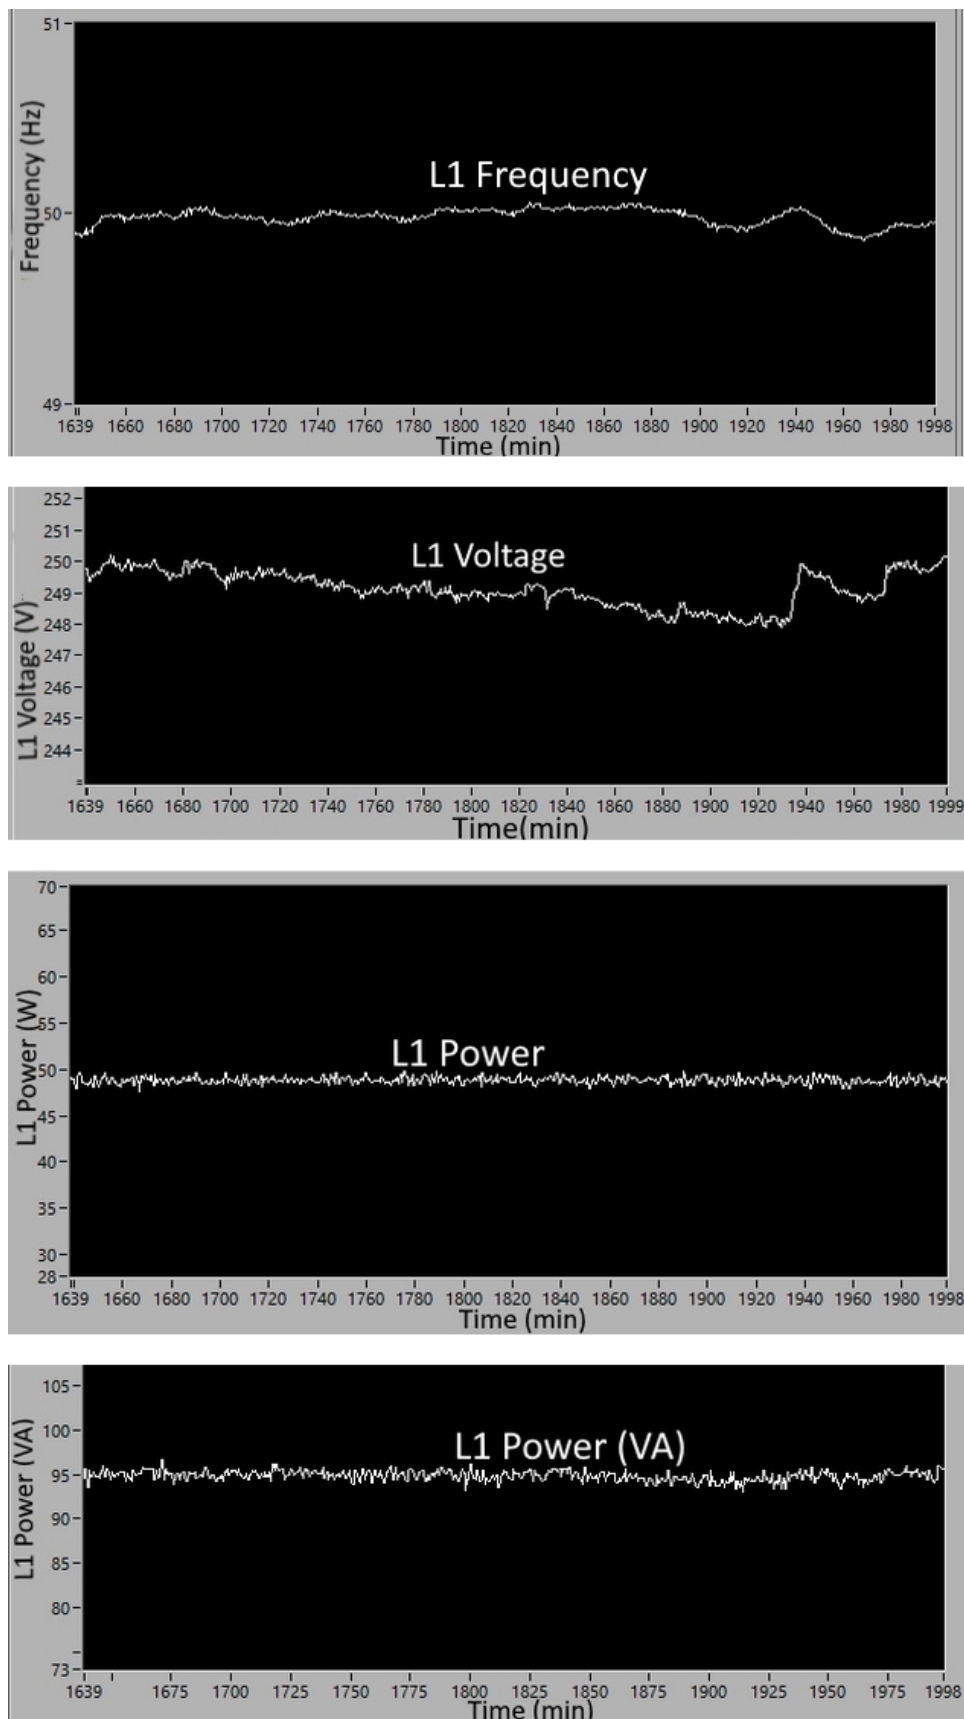 51
50
49
Frequency (Hz)
L1 Frequency
1639 1660 1680 1700 1720 1740 1760 1780 1800 1820 1840 1860 1880 1900 1920 1940 1960 1980 1998
Time (min)
252
251
250
249
248
247
246
245
244
L1 Voltage (V)
L1 Voltage
1639 1660 1680 1700 1720 1740 1760 1780 1800 1820 1840 1860 1880 1900 1920 1940 1960 1980 1999
Time(min)
70
65
60
55
50
45
40
35
30
28
L1 Power (W)
L1 Power
1639 1660 1680 1700 1720 1740 1760 1780 1800 1820 1840 1860 1880 1900 1920 1940 1960 1980 1998
Time (min)
105
100
95
90
85
80
73
L1 Power (VA)
L1 Power (VA)
1639 1675 1700 1725 1750 1775 1800 1825 1850 1875 1900 1925 1950 1975 1998
Time (min)